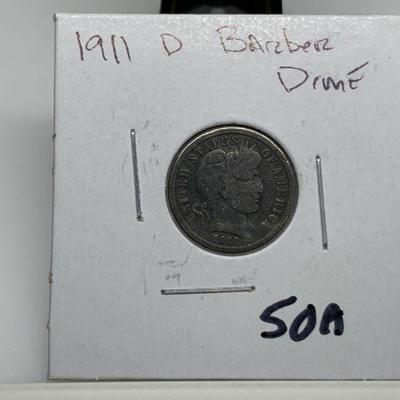 1911 D Barber
Dime
UNITED STATES OF AMERICA
50A